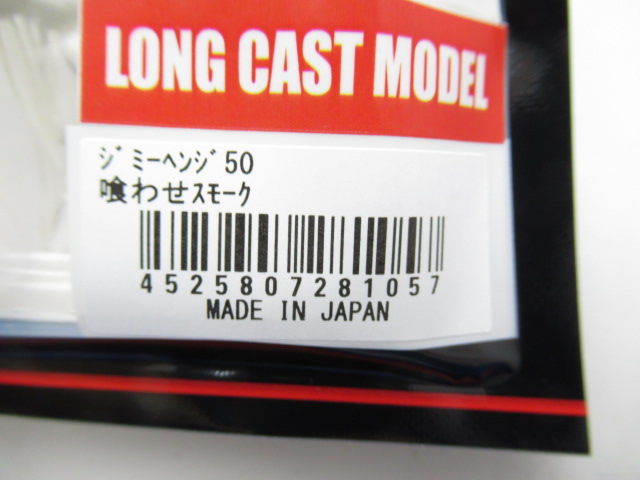 LONG CAST MODEL
ｼﾞﾐｰﾍﾝｼﾞ50
喰わせｽﾓｰｸ
4525807281057
MADE IN JAPAN